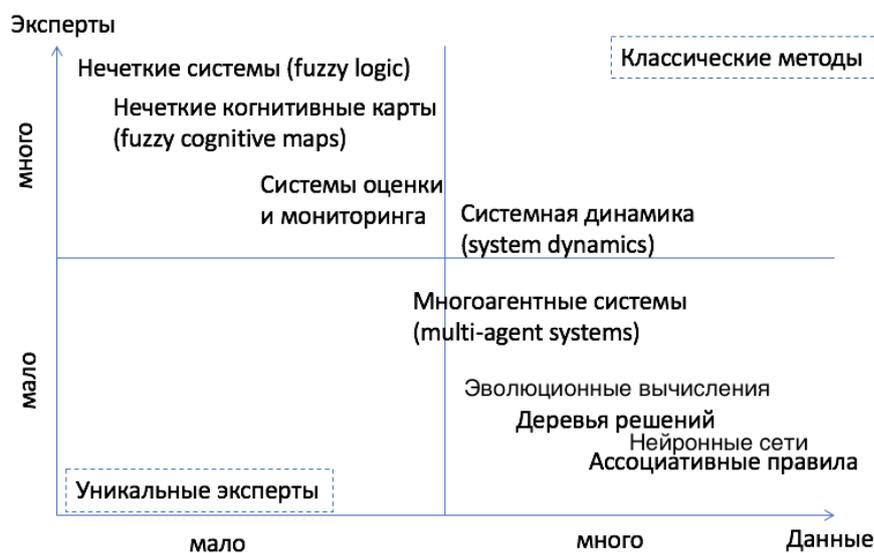 Эксперты
Классические методы
Нечеткие системы (fuzzy logic)
Нечеткие когнитивные карты
(fuzzy cognitive maps)
много
Системы оценки
и мониторинга
Системная динамика
(system dynamics)
Многоагентные системы
(multi-agent systems)
мало
Эволюционные вычисления
Деревья решений
Нейронные сети
Ассоциативные правила
Уникальные эксперты
мало
много
Данные